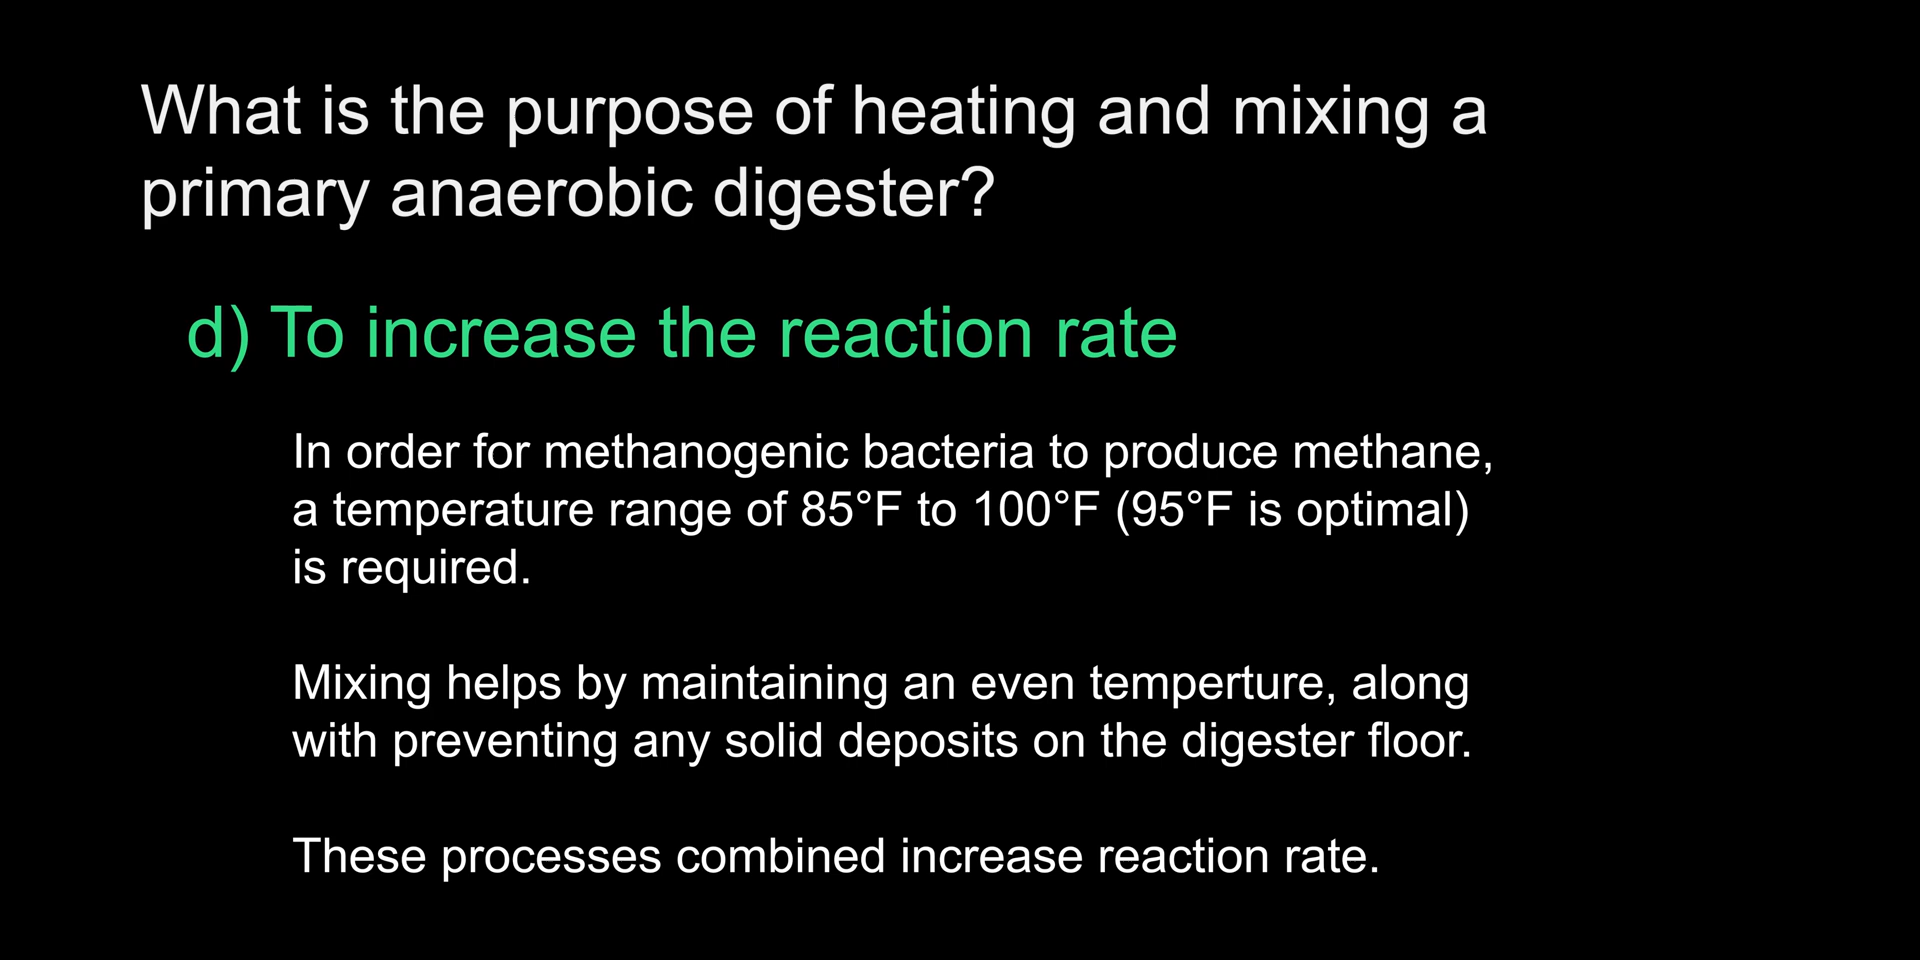 What is the purpose of heating and mixing a
primary anaerobic digester?
d) To increase the reaction rate
In order for methanogenic bacteria to produce methane,
a temperature range of 85°F to 100°F (95°F is optimal)
is required.
Mixing helps by maintaining an even temperture, along
with preventing any solid deposits on the digester floor.
These processes combined increase reaction rate.